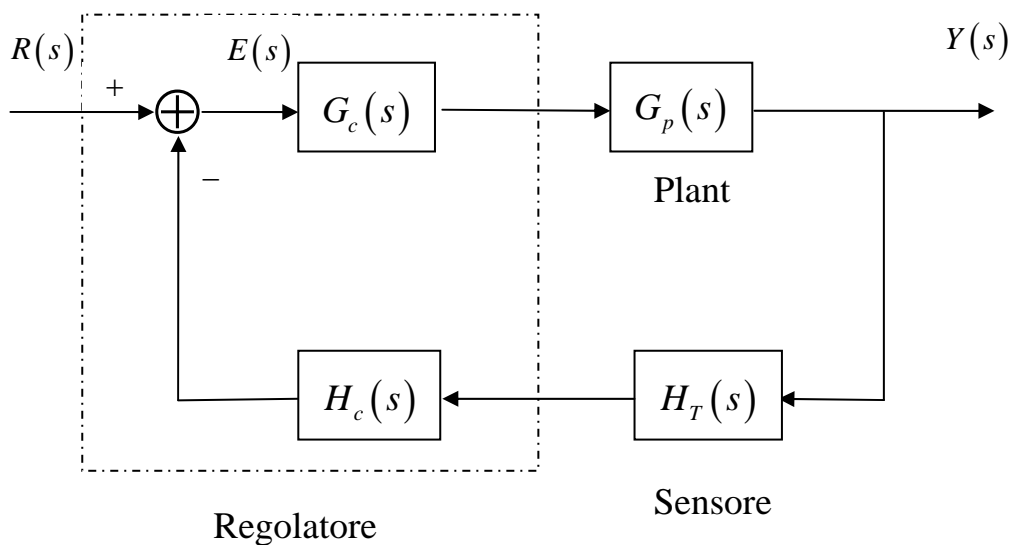 R(s)
+
E(s)
G_c(s)
G_p(s)
Y(s)
Plant
−
H_c(s)
H_T(s)
Sensore
Regolatore